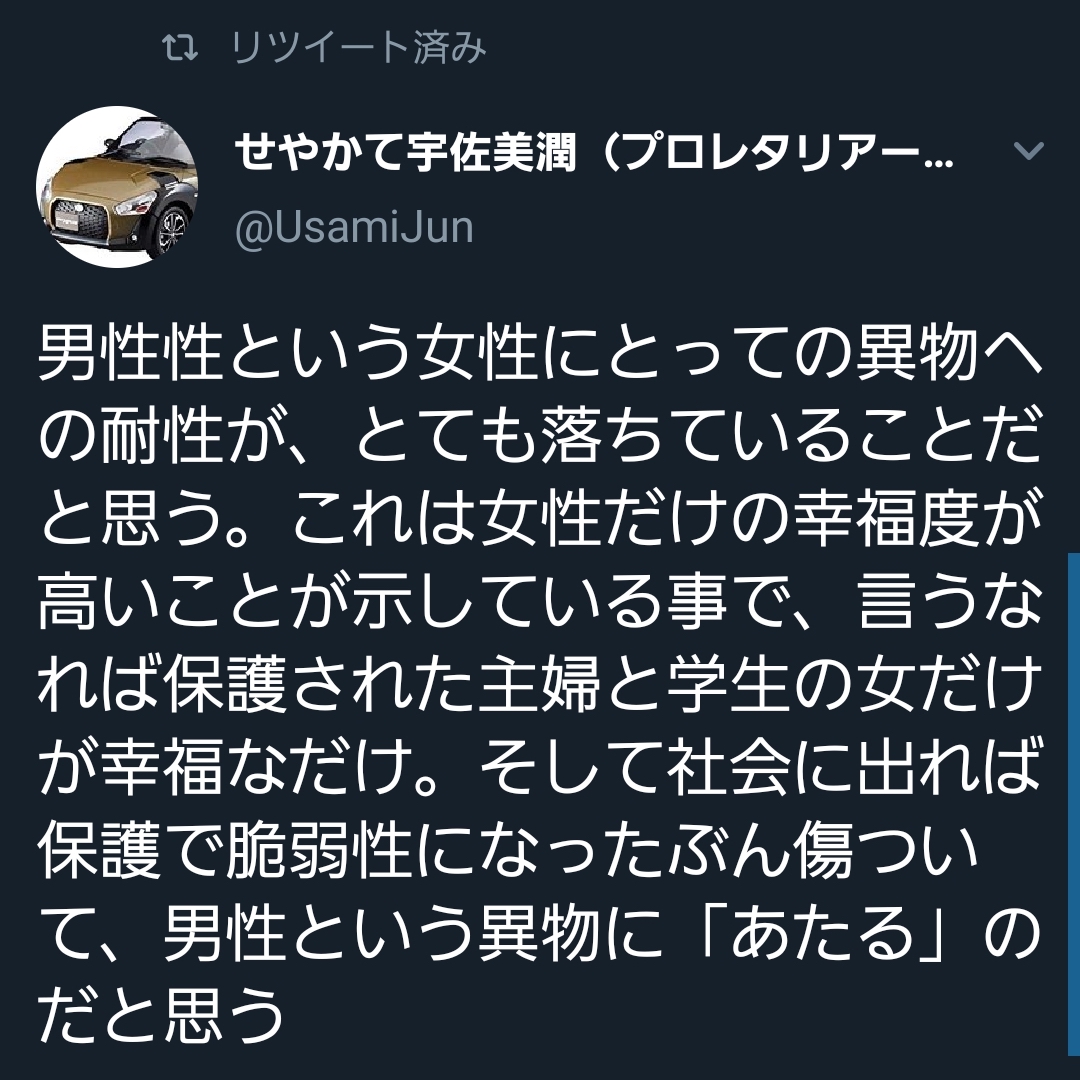 リツイート済み
せやかて宇佐美潤（プロレタリアー…
@UsamiJun
男性性という女性にとっての異物へ
の耐性が、とても落ちていることだ
と思う。これは女性だけの幸福度が
高いことが示している事で、言うな
れば保護された主婦と学生の女だけ
が幸福なだけ。そして社会に出れば
保護で脆弱性になったぶん傷つい
て、男性という異物に「あたる」の
だと思う